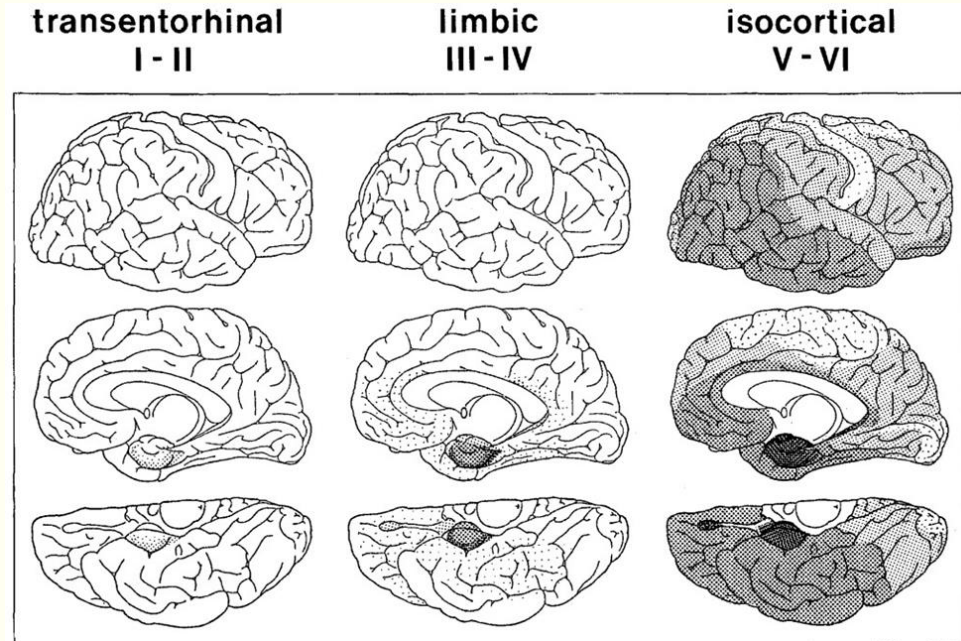 transentorhinal
I - II
limbic
III - IV
isocortical
V - VI